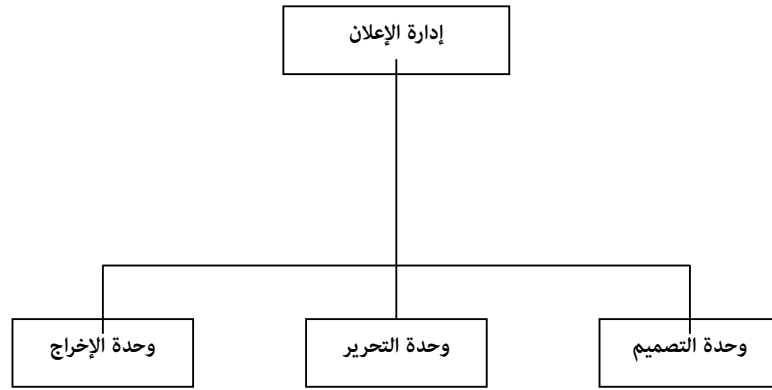 إدارة الإعلان
وحدة التصميم
وحدة التحرير
وحدة الإخراج